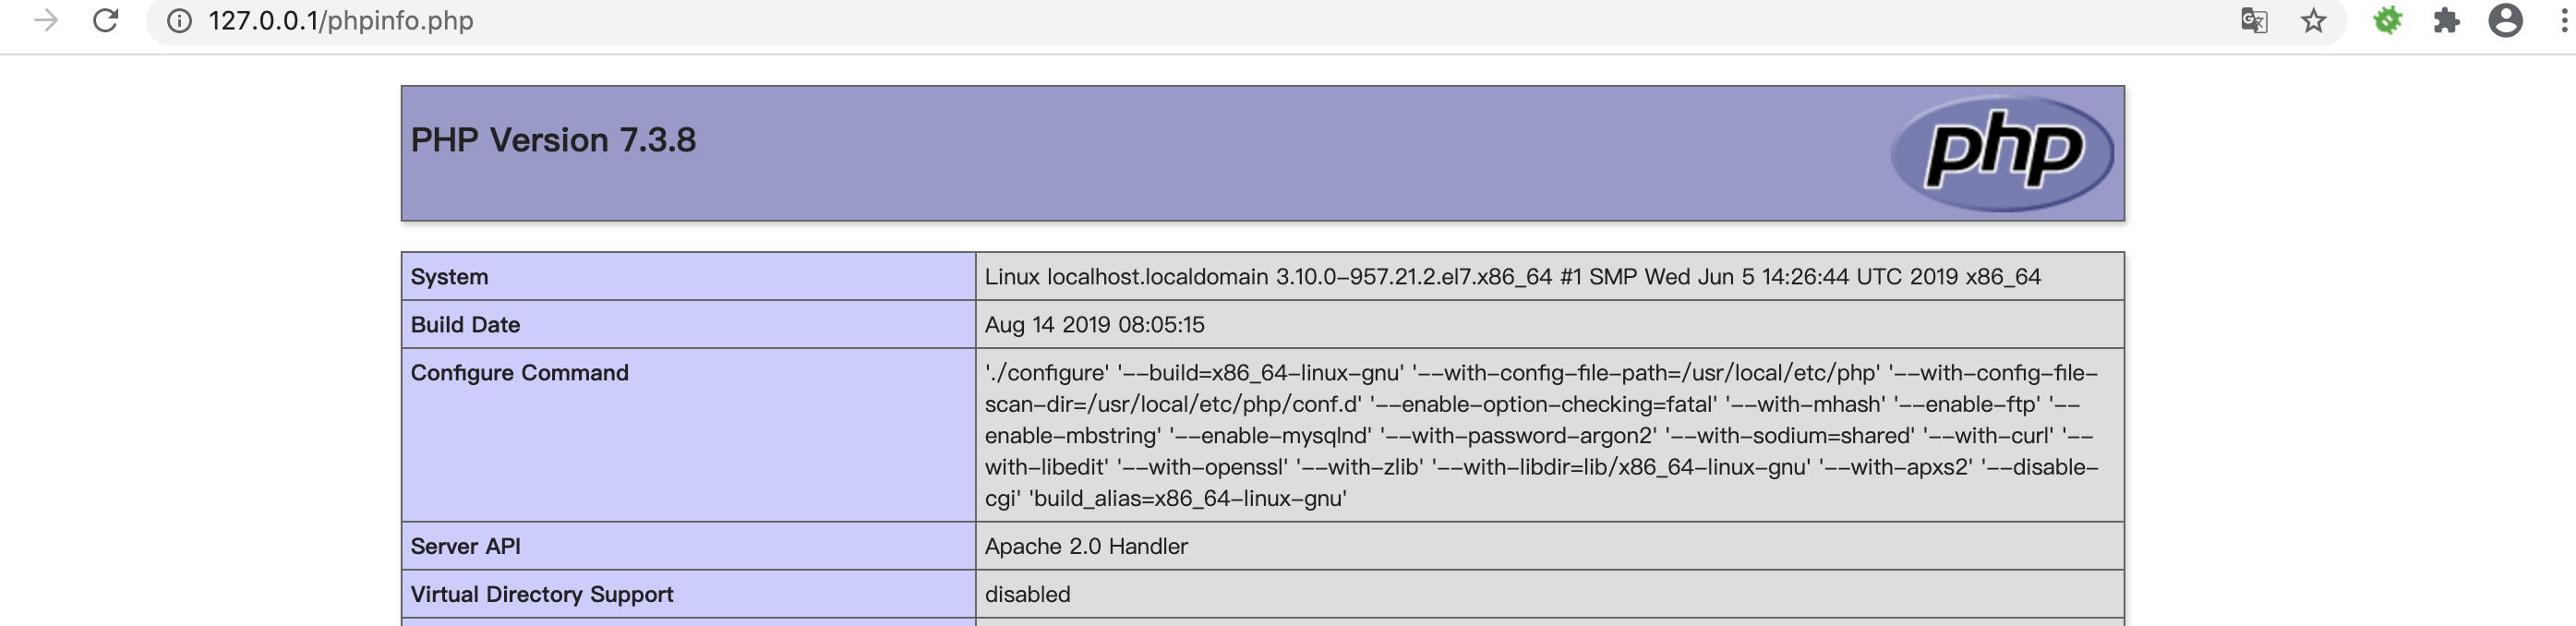 127.0.0.1/phpinfo.php
PHP Version 7.3.8
php
System
Linux localhost.localdomain 3.10.0-957.21.2.el7.x86_64 #1 SMP Wed Jun 5 14:26:44 UTC 2019 x86_64
Build Date
Aug 14 2019 08:05:15
Configure Command
'./configure' '--build=x86_64-linux-gnu' '--with-config-file-path=/usr/local/etc/php' '--with-config-file-
scan-dir=/usr/local/etc/php/conf.d' '--enable-option-checking=fatal' '--with-mhash' '--enable-ftp' '--
enable-mbstring' '--enable-mysqlnd' '--with-password-argon2' '--with-sodium=shared' '--with-curl' '--
with-libedit' '--with-openssl' '--with-zlib' '--with-libdir=lib/x86_64-linux-gnu' '--with-apxs2' '--disable-
cgi' 'build_alias=x86_64-linux-gnu'
Server API
Apache 2.0 Handler
Virtual Directory Support
disabled